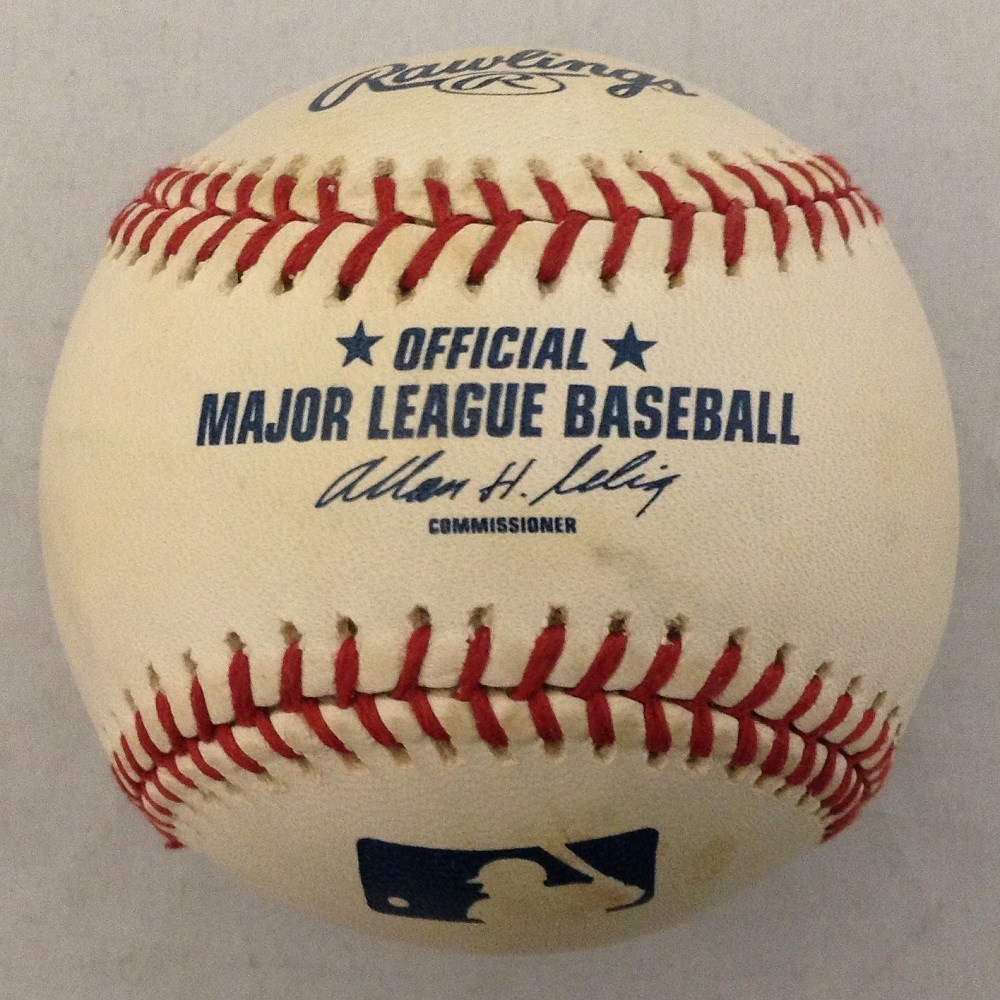 Rawlings
R
★ OFFICIAL ★
MAJOR LEAGUE BASEBALL
Allan H. Selig
COMMISSIONER